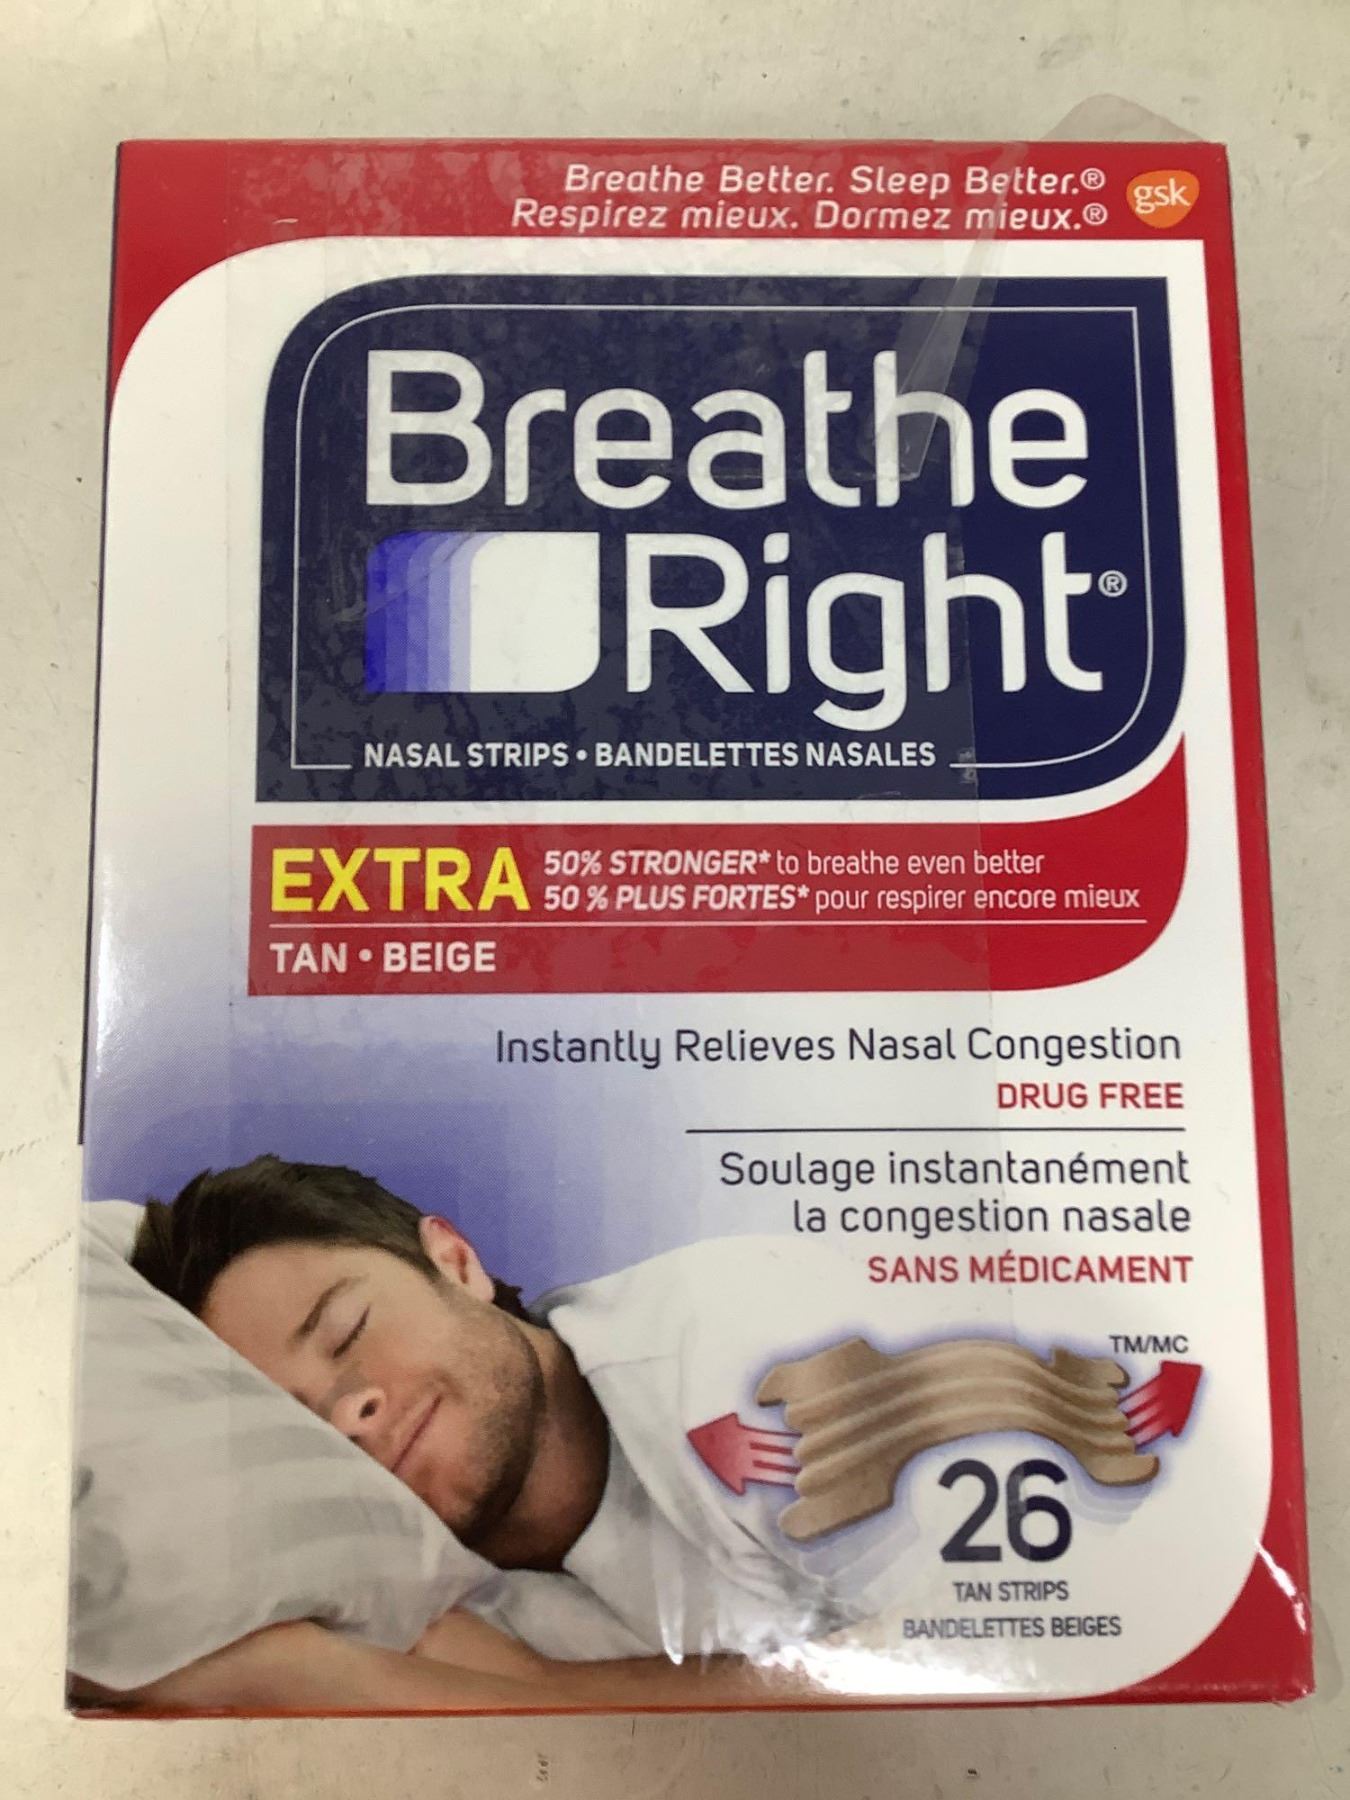 Breathe Better. Sleep Better.®
Respirez mieux. Dormez mieux.®
gsk
Breathe
Right®
NASAL STRIPS • BANDELETTES NASALES
EXTRA
50% STRONGER* to breathe even better
50 % PLUS FORTES* pour respirer encore mieux
TAN • BEIGE
Instantly Relieves Nasal Congestion
DRUG FREE
Soulage instantanément
la congestion nasale
SANS MÉDICAMENT
TM/MC
26
TAN STRIPS
BANDELETTES BEIGES